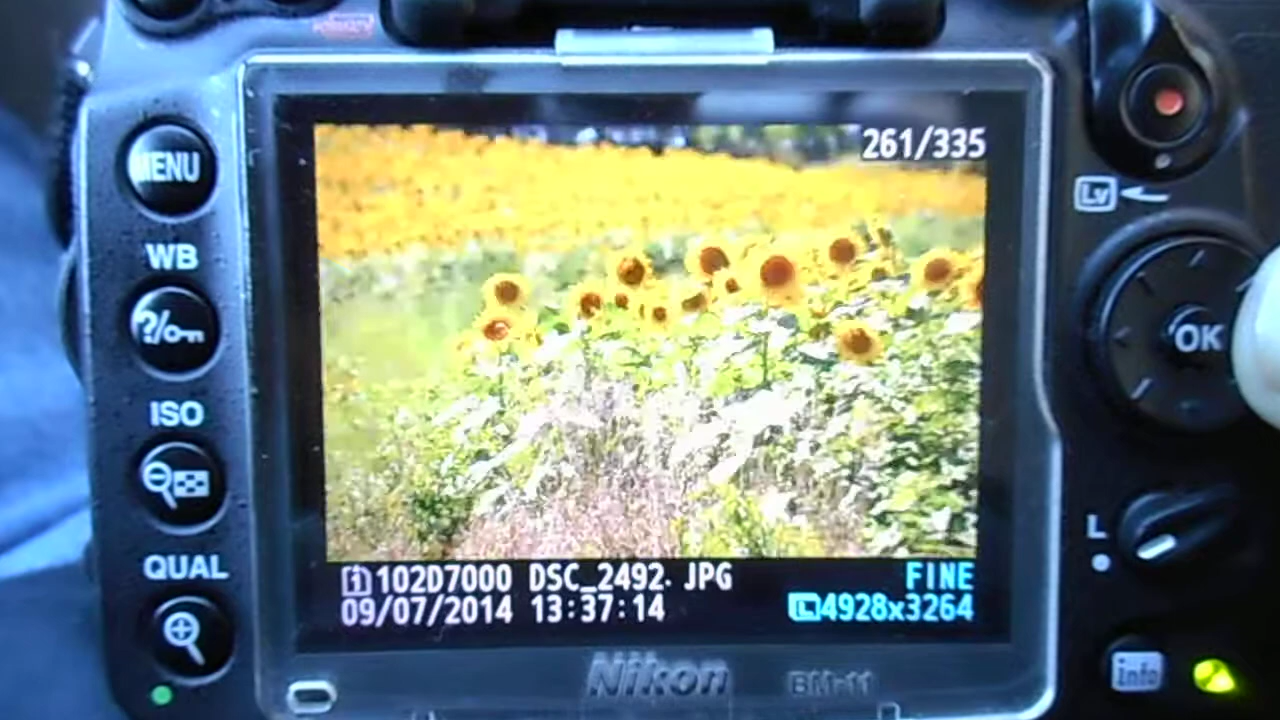 261/335
MENU
Lv
WB
?/
OK
ISO
L
QUAL
1 102D7000 DSC_2492.JPG FINE
09/07/2014 13:37:14 L 4928x3264
Nikon BM-11
info